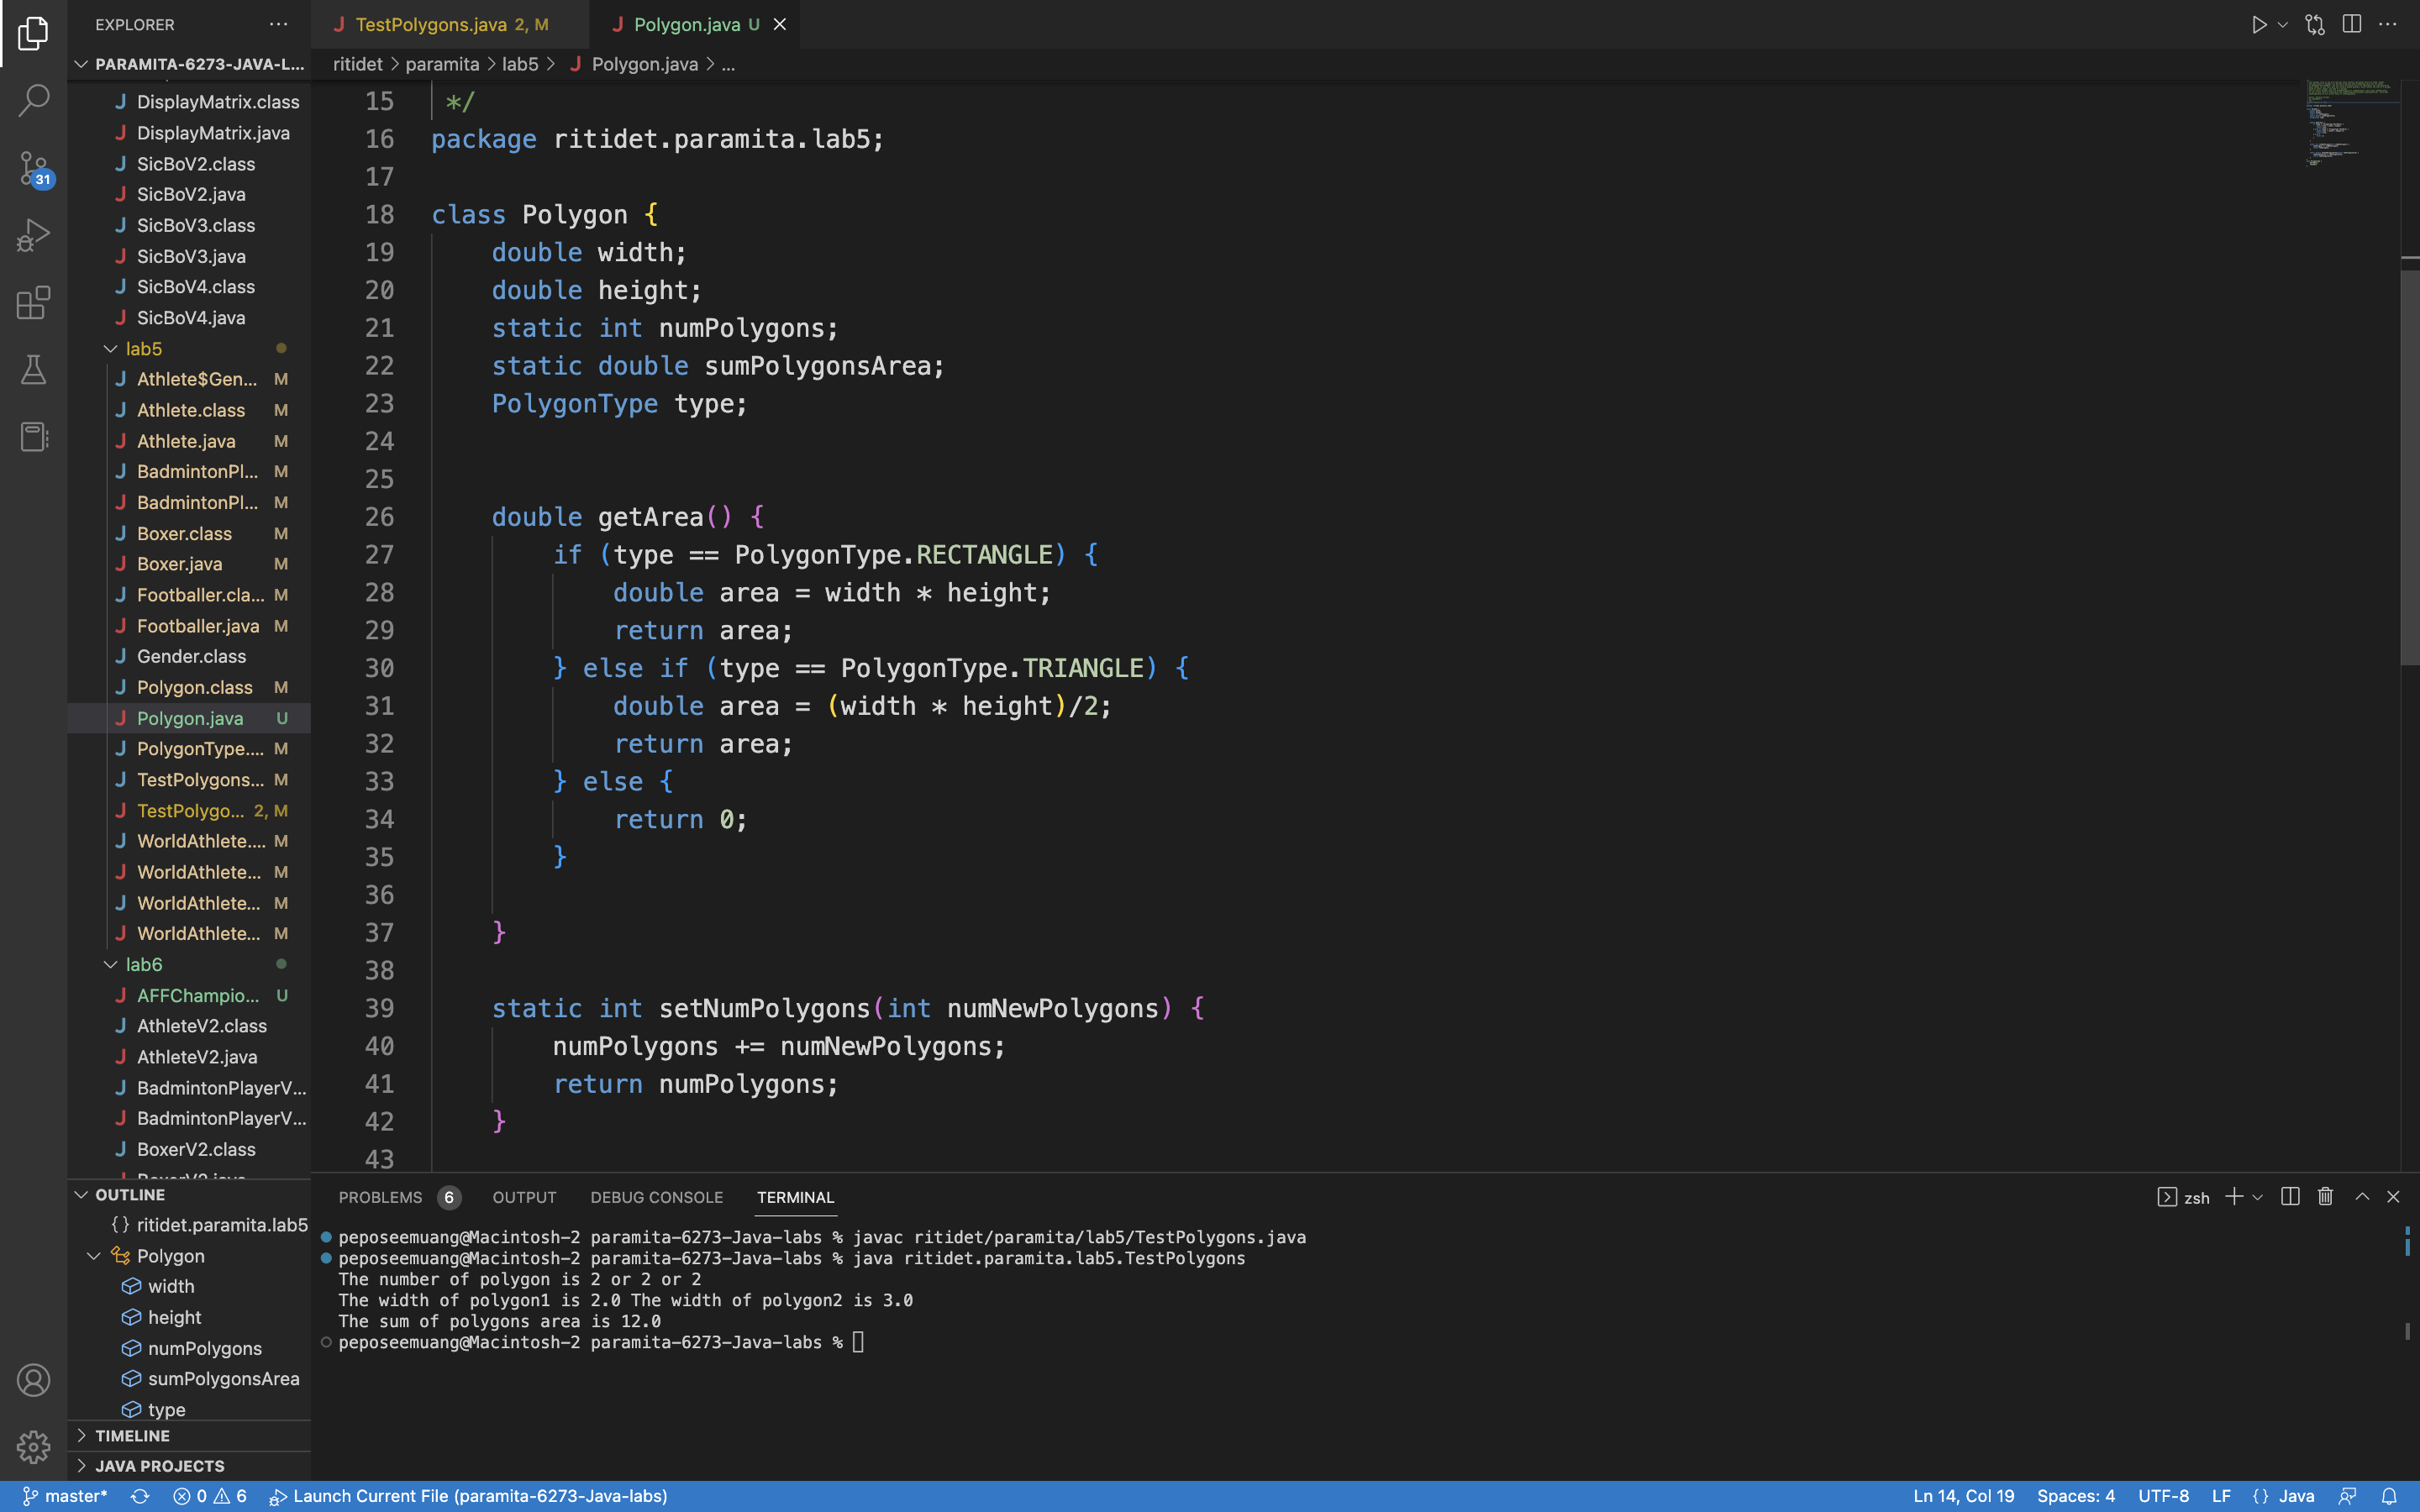 EXPLORER
PARAMITA-6273-JAVA-L...
DisplayMatrix.class
DisplayMatrix.java
SicBoV2.class
SicBoV2.java
SicBoV3.class
SicBoV3.java
SicBoV4.class
SicBoV4.java
lab5
Athlete$Gen... M
Athlete.class M
Athlete.java M
BadmintonPl... M
BadmintonPl... M
Boxer.class M
Boxer.java M
Footballer.cla... M
Footballer.java M
Gender.class
Polygon.class M
Polygon.java U
PolygonType.... M
TestPolygons... M
TestPolygo... 2, M
WorldAthlete.... M
WorldAthlete... M
WorldAthlete... M
WorldAthlete... M
lab6
AFFChampio... U
AthleteV2.class
AthleteV2.java
BadmintonPlayerV...
BadmintonPlayerV...
BoxerV2.class
31
OUTLINE
{} ritidet.paramita.lab5
Polygon
width
height
numPolygons
sumPolygonsArea
type
TIMELINE
JAVA PROJECTS
TestPolygons.java 2, M
Polygon.java U
ritidet > paramita > lab5 > Polygon.java > ...
15 */
16 package ritidet.paramita.lab5;
17
18 class Polygon {
19 double width;
20 double height;
21 static int numPolygons;
22 static double sumPolygonsArea;
23 PolygonType type;
24
25
26 double getArea() {
27 if (type == PolygonType.RECTANGLE) {
28 double area = width * height;
29 return area;
30 } else if (type == PolygonType.TRIANGLE) {
31 double area = (width * height)/2;
32 return area;
33 } else {
34 return 0;
35 }
36
37 }
38
39 static int setNumPolygons(int numNewPolygons) {
40 numPolygons += numNewPolygons;
41 return numPolygons;
42 }
43
PROBLEMS 6 OUTPUT DEBUG CONSOLE TERMINAL
zsh
peposeemuang@Macintosh-2 paramita-6273-Java-labs % javac ritidet/paramita/lab5/TestPolygons.java
peposeemuang@Macintosh-2 paramita-6273-Java-labs % java ritidet.paramita.lab5.TestPolygons
The number of polygon is 2 or 2 or 2
The width of polygon1 is 2.0 The width of polygon2 is 3.0
The sum of polygons area is 12.0
peposeemuang@Macintosh-2 paramita-6273-Java-labs %
master* 0 6 Launch Current File (paramita-6273-Java-labs) Ln 14, Col 19 Spaces: 4 UTF-8 LF {} Java